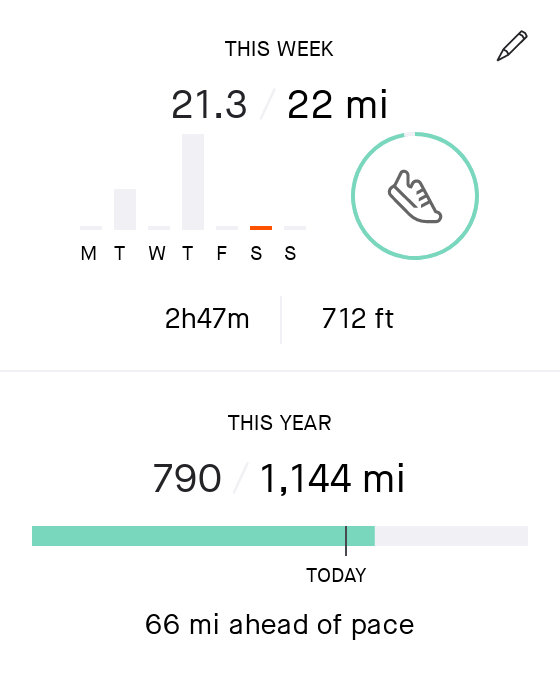 THIS WEEK
21.3 / 22 mi
M T W T F S S
2h47m 712 ft
THIS YEAR
790 / 1,144 mi
TODAY
66 mi ahead of pace